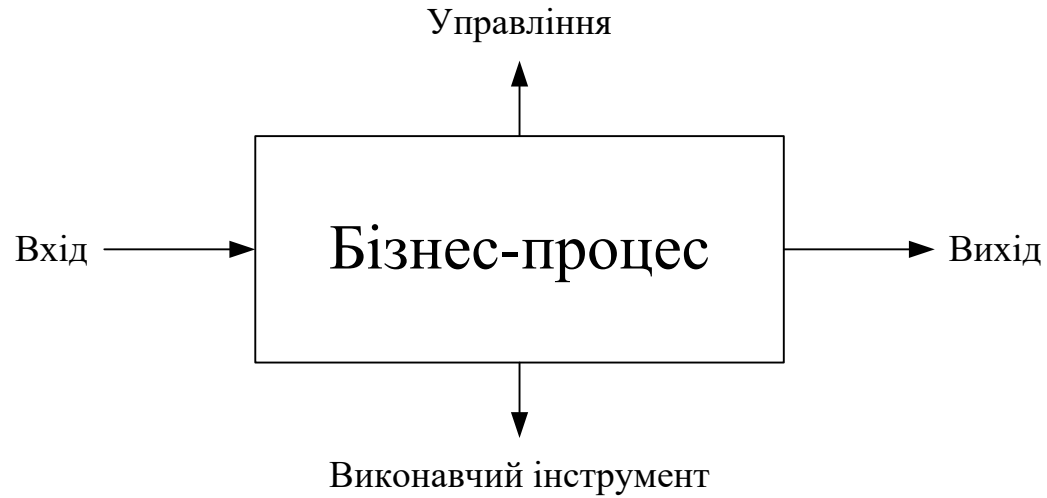 Управління
Вхід
Бізнес-процес
Вихід
Виконавчий інструмент